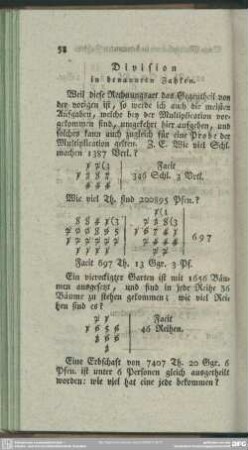 58
Division
in benannten Zahlen.
Weil diese Rechnungsart das Gegentheil von
der vorigen ist, so werde ich auch die meisten
Aufgaben, welche bey der Multiplication vor-
gekommen sind, umgekehrt hier aufgeben, und
solches kann auch zugleich für eine Probe der
Multiplication gelten. Z. E. Wie viel Schl.
machen 1387 Vertl.?
Facit
346 Schl. 3 Vertl.
Wie viel Th. sind 200895 Pfen.?
697
Facit 697 Th. 13 Ggr. 3 Pf.
Ein viereckigter Garten ist mit 1656 Bäu-
men ausgesetzt, und sind in jede Reihe 36
Bäume zu stehen gekommen: wie viel Rei-
hen sind es?
Facit
46 Reihen.
Eine Erbschaft von 7407 Th. 20 Ggr. 6
Pfen. ist unter 6 Personen gleich ausgetheilt
worden: wie viel hat eine jede bekommen?